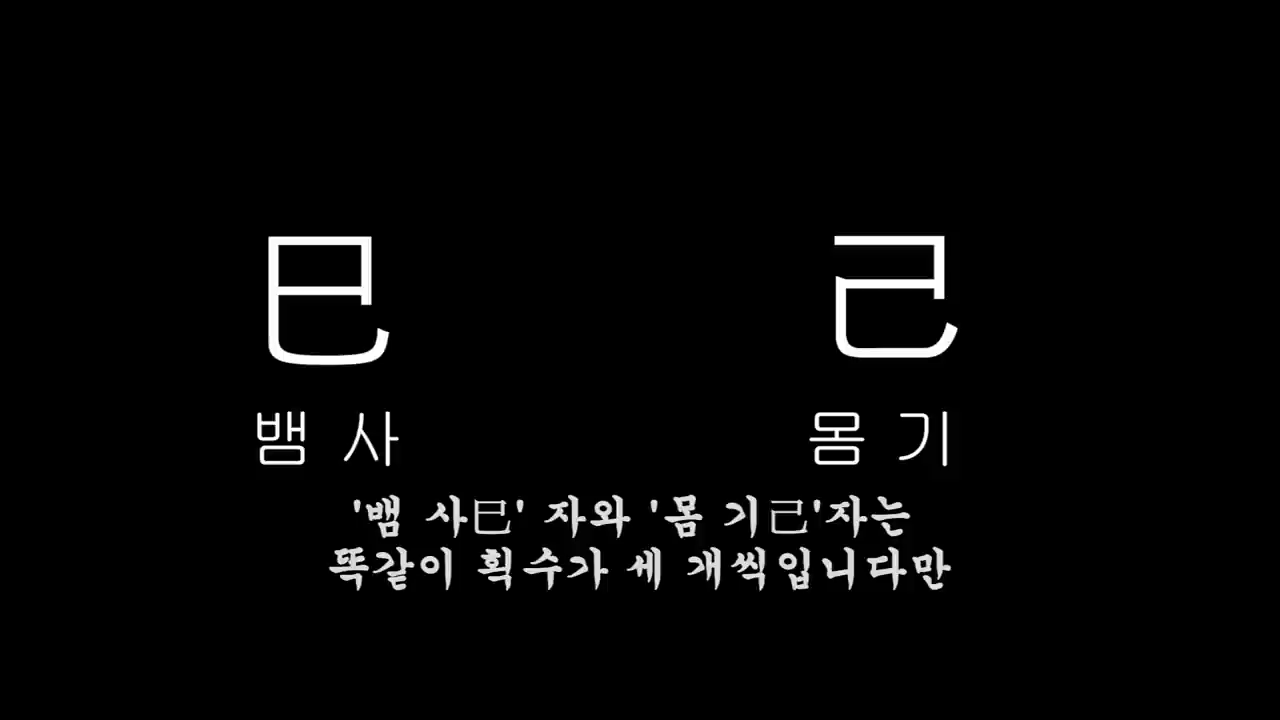 巳 己
뱀 사 몸 기
'뱀 사巳' 자와 '몸 기己'자는
똑같이 획수가 세 개씩입니다만